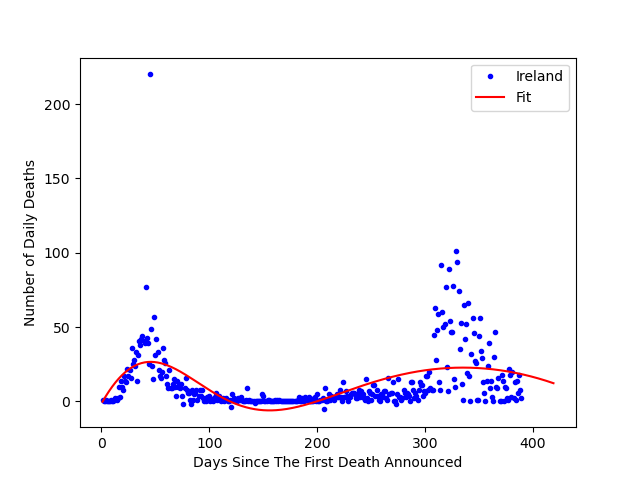 Ireland
Fit
200
150
100
50
0
Number of Daily Deaths
0 100 200 300 400
Days Since The First Death Announced